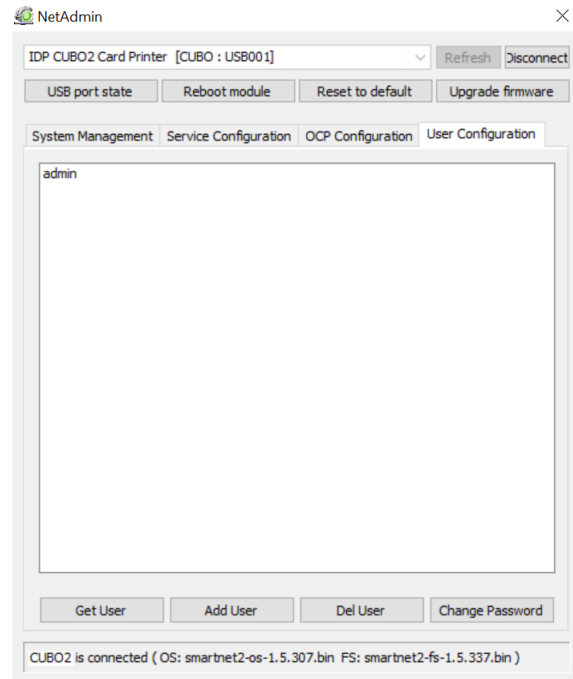 NetAdmin
IDP CUBO2 Card Printer [CUBO : USB001]
Refresh
Disconnect
USB port state
Reboot module
Reset to default
Upgrade firmware
System Management
Service Configuration
OCP Configuration
User Configuration
admin
Get User
Add User
Del User
Change Password
CUBO2 is connected ( OS: smartnet2-os-1.5.307.bin FS: smartnet2-fs-1.5.337.bin )